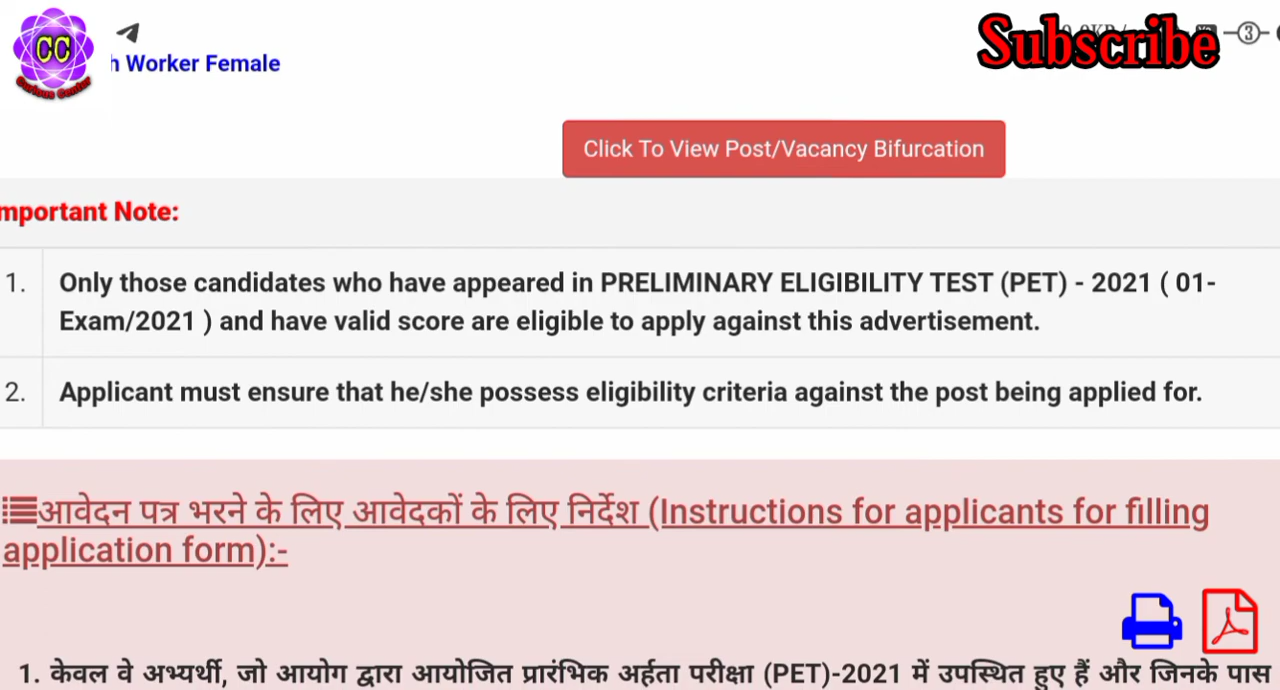 CC
Curious Center
h Worker Female
Subscribe
3
Click To View Post/Vacancy Bifurcation
mportant Note:
1. Only those candidates who have appeared in PRELIMINARY ELIGIBILITY TEST (PET) - 2021 ( 01-
Exam/2021 ) and have valid score are eligible to apply against this advertisement.
2. Applicant must ensure that he/she possess eligibility criteria against the post being applied for.
आवेदन पत्र भरने के लिए आवेदकों के लिए निर्देश (Instructions for applicants for filling
application form):-
1. केवल वे अभ्यर्थी, जो आयोग द्वारा आयोजित प्रारंभिक अर्हता परीक्षा (PET)-2021 में उपस्थित हुए हैं और जिनके पास